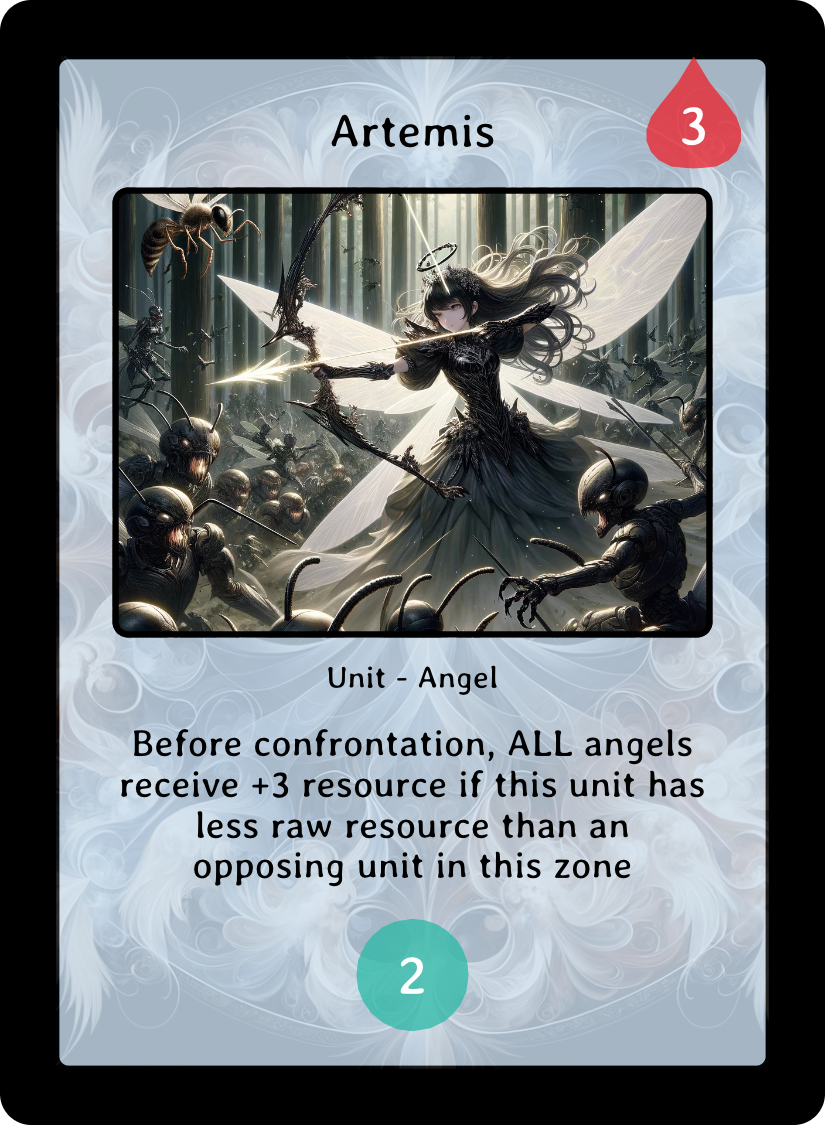 Artemis
3
Unit - Angel
Before confrontation, ALL angels
receive +3 resource if this unit has
less raw resource than an
opposing unit in this zone
2